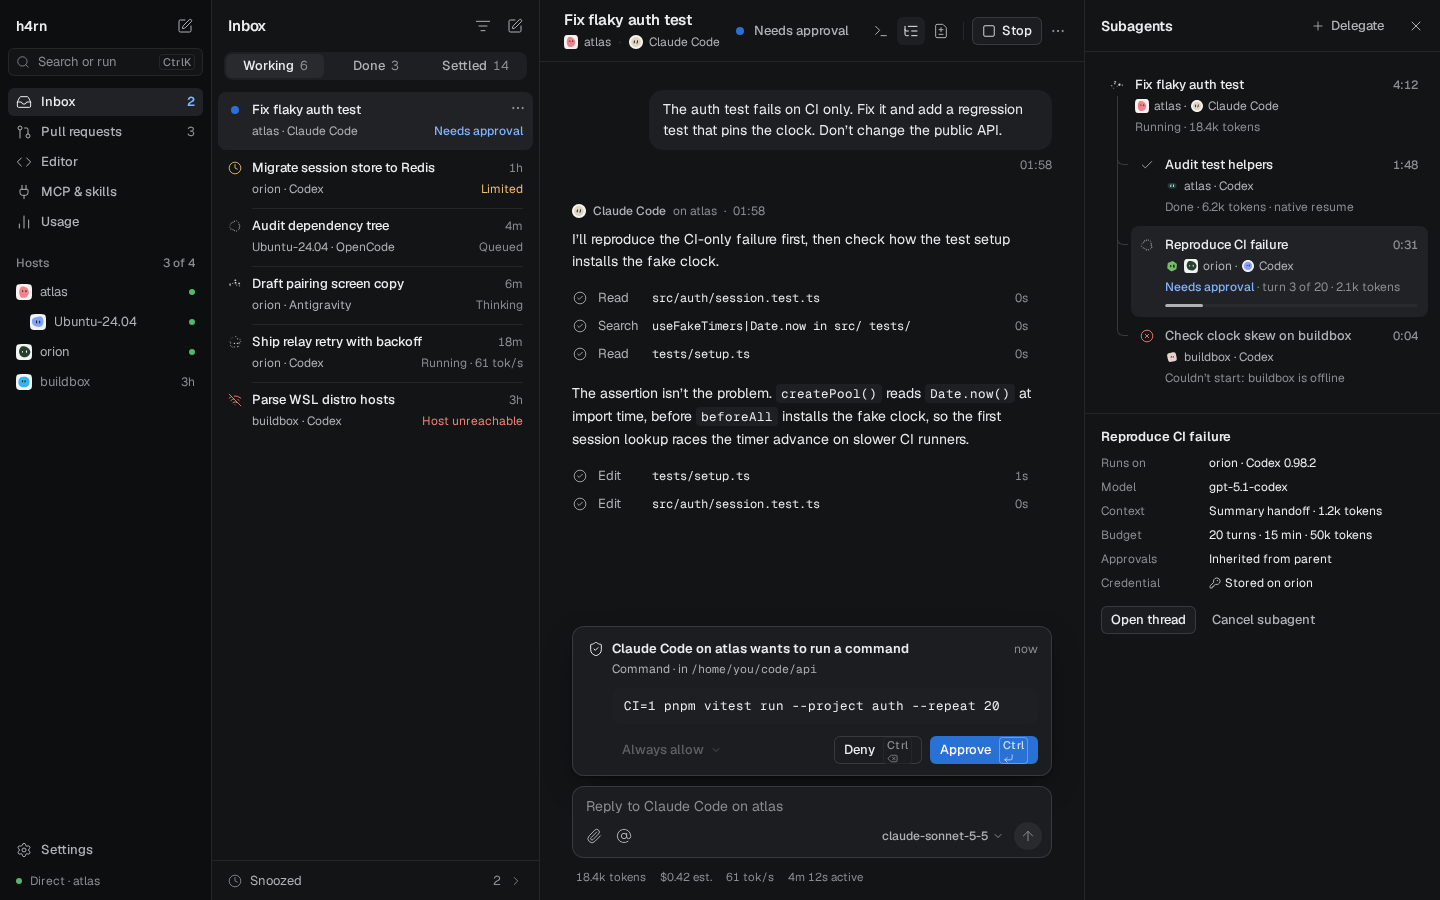 h4rn
Search or run CtrlK
Inbox 2
Pull requests 3
Editor
MCP & skills
Usage
Hosts 3 of 4
atlas
Ubuntu-24.04
orion
buildbox 3h
Settings
Direct · atlas
Inbox
Working 6 Done 3 Settled 14
Fix flaky auth test
atlas · Claude Code Needs approval
Migrate session store to Redis 1h
orion · Codex Limited
Audit dependency tree 4m
Ubuntu-24.04 · OpenCode Queued
Draft pairing screen copy 6m
orion · Antigravity Thinking
Ship relay retry with backoff 18m
orion · Codex Running · 61 tok/s
Parse WSL distro hosts 3h
buildbox · Codex Host unreachable
Snoozed 2
Fix flaky auth test
atlas · Claude Code
Needs approval
Stop
The auth test fails on CI only. Fix it and add a regression
test that pins the clock. Don't change the public API.
01:58
Claude Code on atlas · 01:58
I'll reproduce the CI-only failure first, then check how the test setup
installs the fake clock.
Read src/auth/session.test.ts 0s
Search useFakeTimers|Date.now in src/ tests/ 0s
Read tests/setup.ts 0s
The assertion isn't the problem. createPool() reads Date.now() at
import time, before beforeAll installs the fake clock, so the first
session lookup races the timer advance on slower CI runners.
Edit tests/setup.ts 1s
Edit src/auth/session.test.ts 0s
Claude Code on atlas wants to run a command now
Command · in /home/you/code/api
CI=1 pnpm vitest run --project auth --repeat 20
Always allow Deny Ctrl ⌫ Approve Ctrl ↵
Reply to Claude Code on atlas
claude-sonnet-5-5
18.4k tokens $0.42 est. 61 tok/s 4m 12s active
Subagents Delegate
Fix flaky auth test 4:12
atlas · Claude Code
Running · 18.4k tokens
Audit test helpers 1:48
atlas · Codex
Done · 6.2k tokens · native resume
Reproduce CI failure 0:31
orion · Codex
Needs approval · turn 3 of 20 · 2.1k tokens
Check clock skew on buildbox 0:04
buildbox · Codex
Couldn't start: buildbox is offline
Reproduce CI failure
Runs on orion · Codex 0.98.2
Model gpt-5.1-codex
Context Summary handoff · 1.2k tokens
Budget 20 turns · 15 min · 50k tokens
Approvals Inherited from parent
Credential Stored on orion
Open thread Cancel subagent